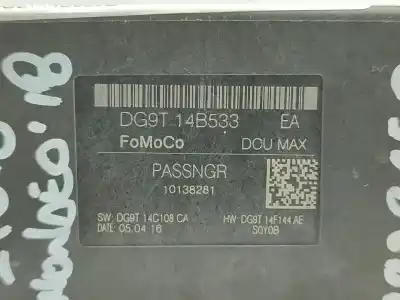 DG9T 14B533 EA
FoMoCo DCU MAX
PASSNGR
10138281
SW: DG9T 14C108 CA HW: DG9T 14F144 AE
DATE: 05.04.16 SQY0B